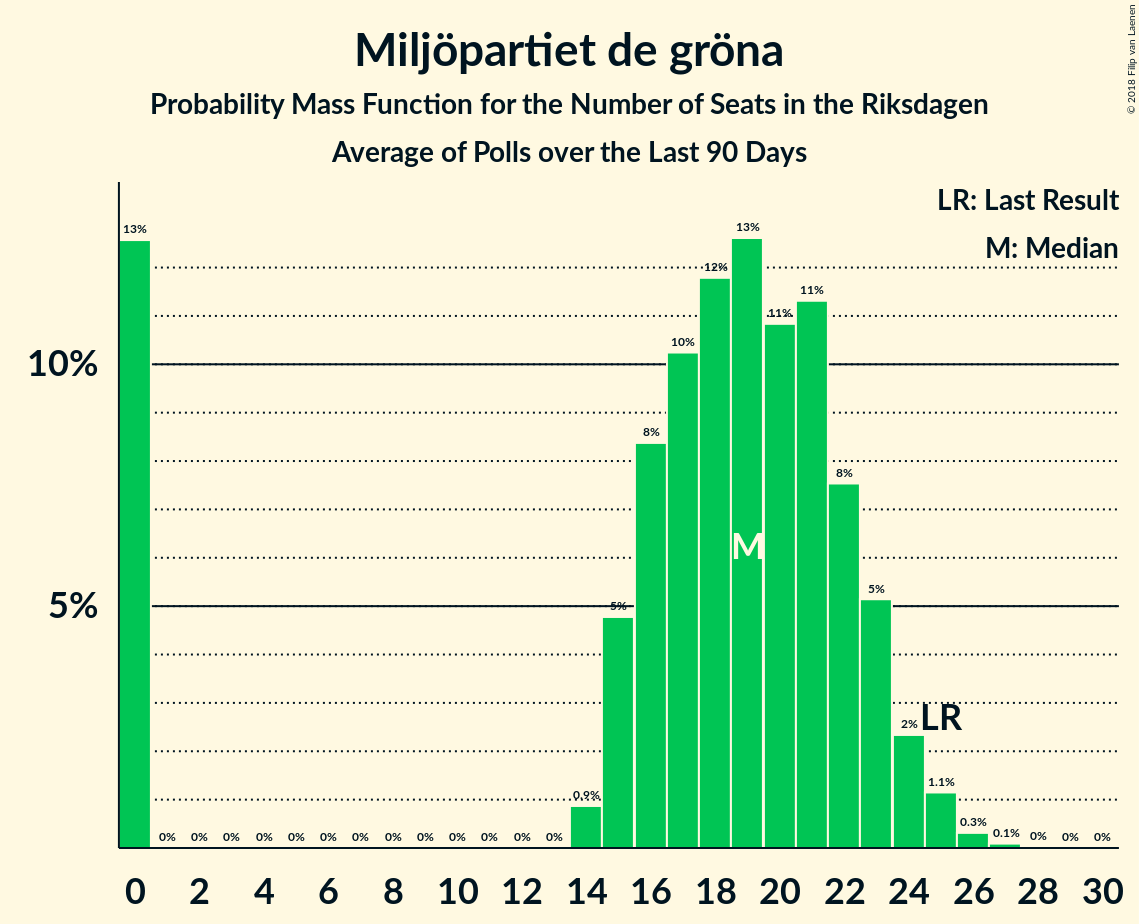 Miljöpartiet de gröna
Probability Mass Function for the Number of Seats in the Riksdagen
Average of Polls over the Last 90 Days
© 2018 Filip van Laenen
LR: Last Result
M: Median
10%
5%
13% 0% 0% 0% 0% 0% 0% 0% 0% 0% 0% 0% 0% 0% 0.9% 5% 8% 10% 12% 13% 11% 11% 8% 5% 2% 1.1% 0.3% 0.1% 0% 0% 0%
M
LR
0 2 4 6 8 10 12 14 16 18 20 22 24 26 28 30